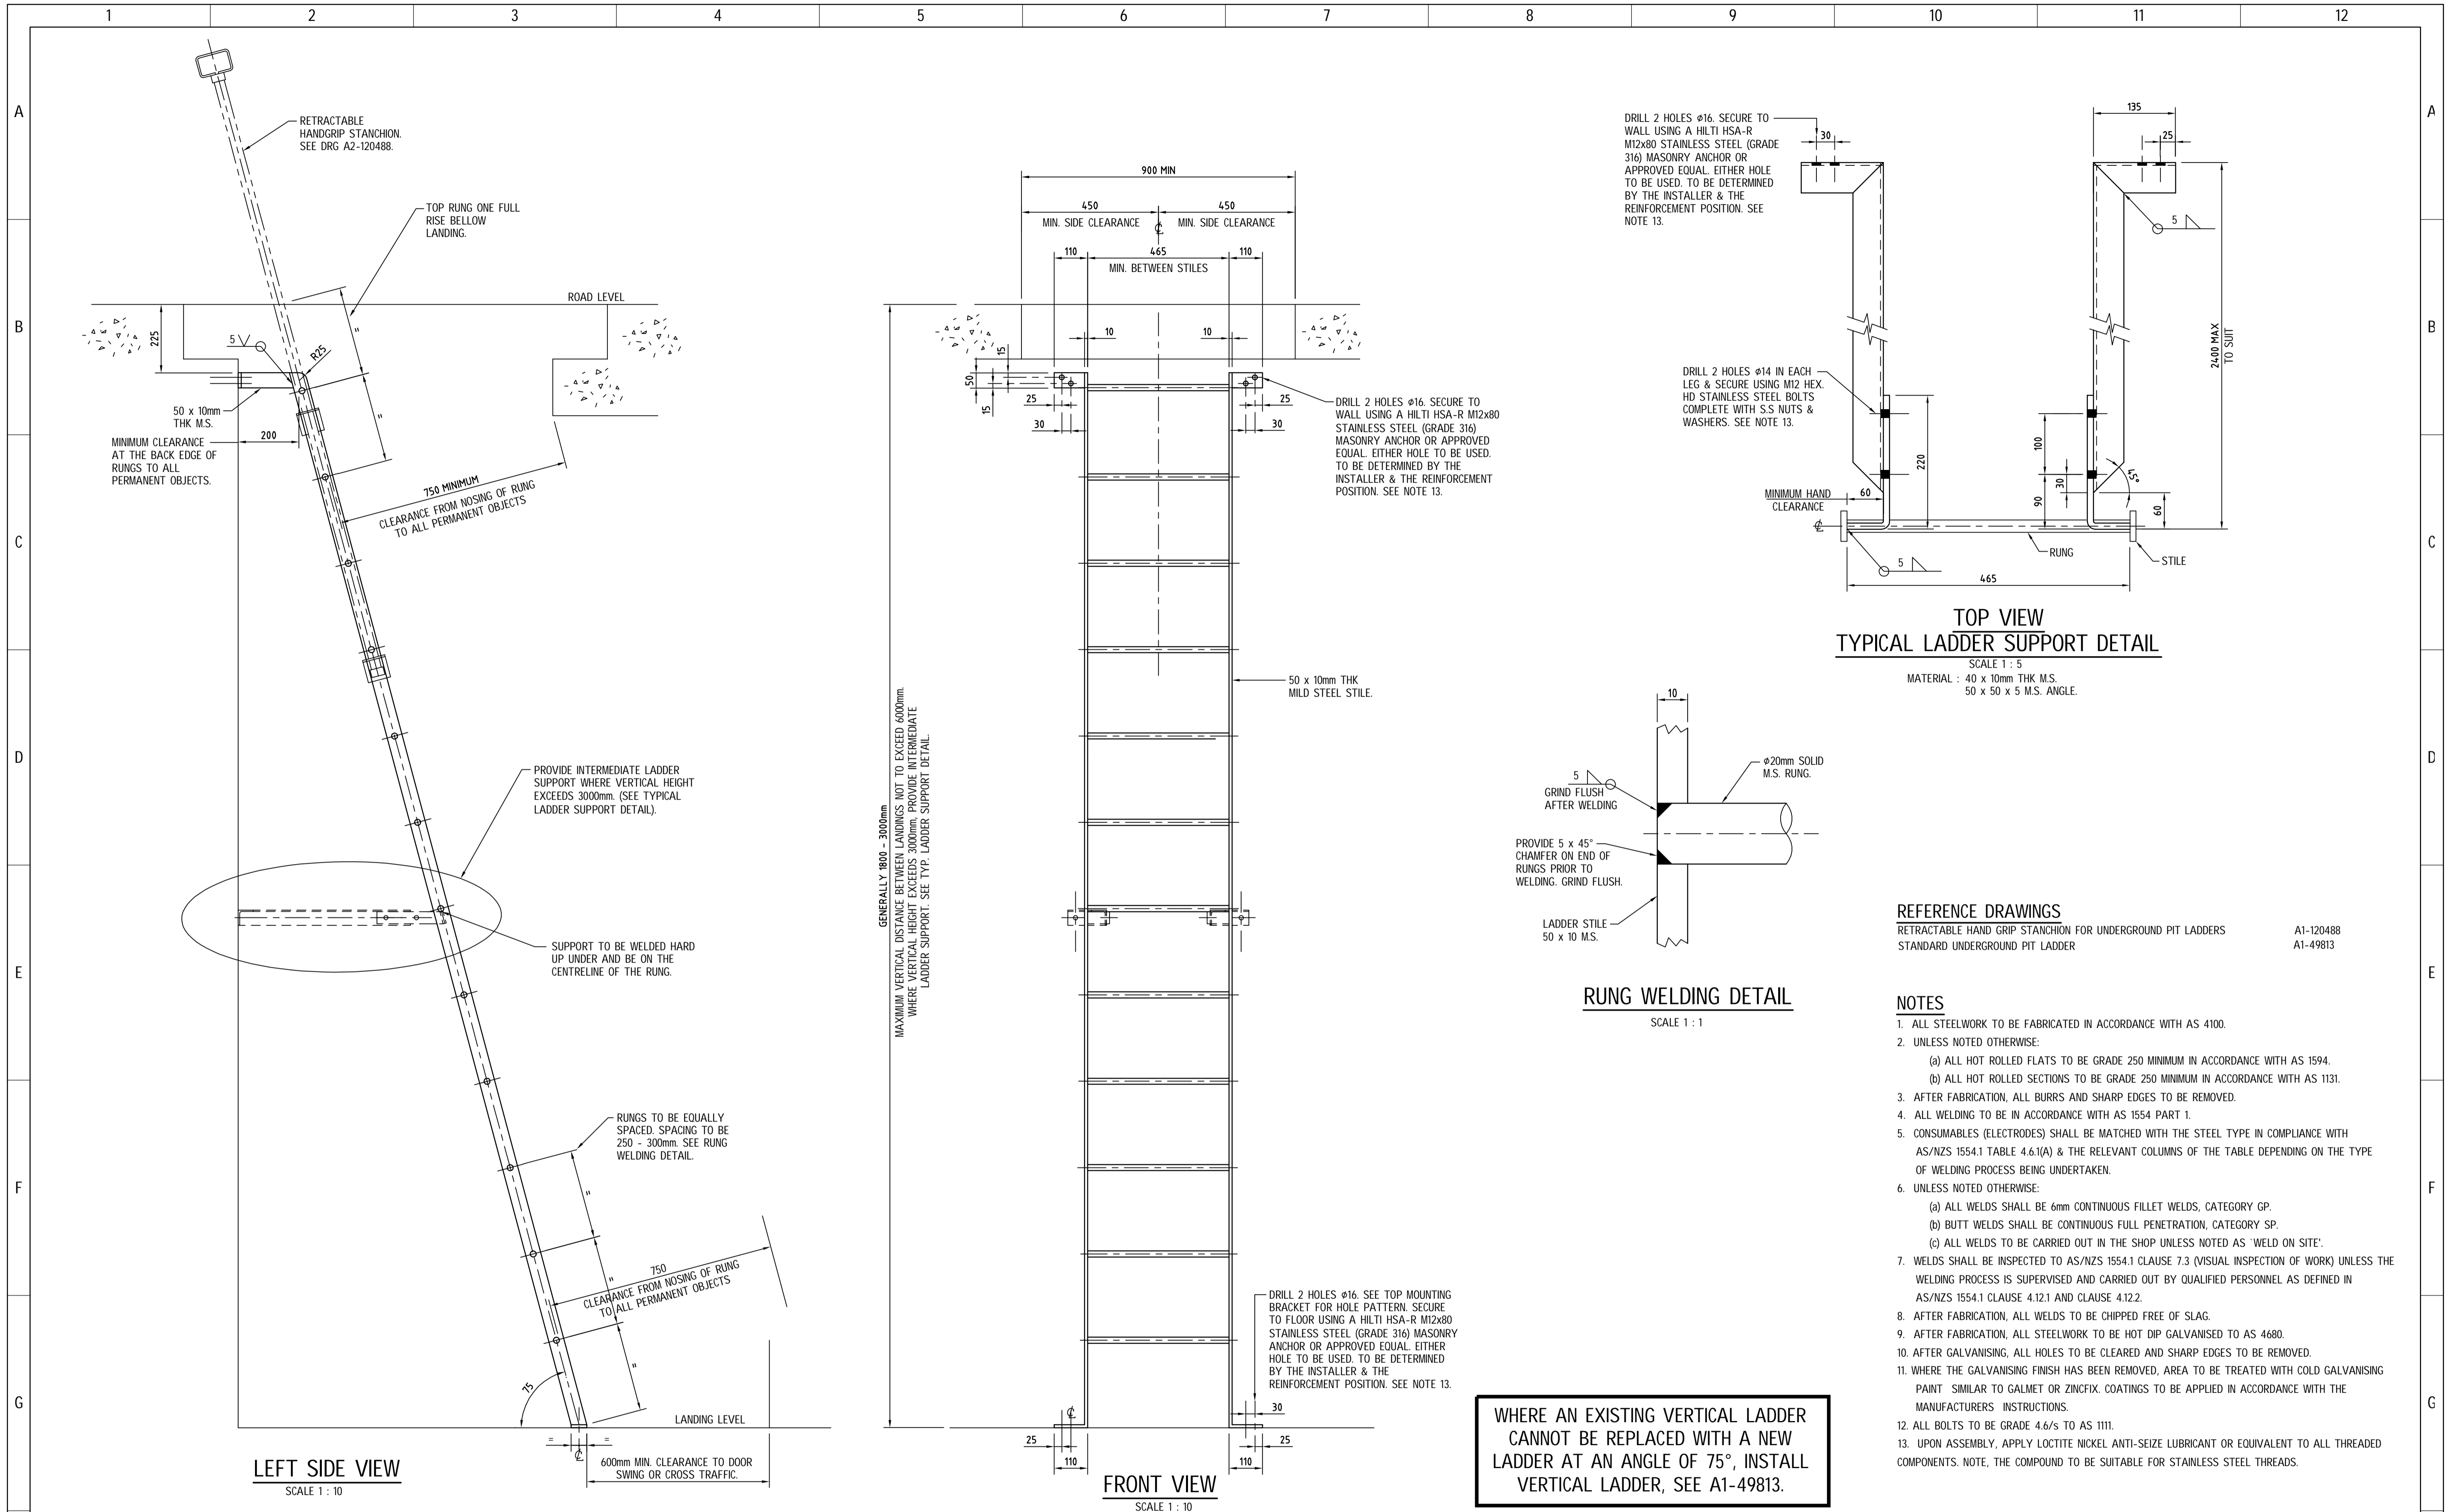 1 2 3 4 5 6 7 8 9 10 11 12
A
B
C
D
E
F
G
RETRACTABLE
HANDGRIP STANCHION.
SEE DRG A2-120488.
TOP RUNG ONE FULL
RISE BELLOW
LANDING.
ROAD LEVEL
225
5
R25
"
"
50 x 10mm
THK M.S.
200
MINIMUM CLEARANCE
AT THE BACK EDGE OF
RUNGS TO ALL
PERMANENT OBJECTS.
750 MINIMUM
CLEARANCE FROM NOSING OF RUNG
TO ALL PERMANENT OBJECTS
PROVIDE INTERMEDIATE LADDER
SUPPORT WHERE VERTICAL HEIGHT
EXCEEDS 3000mm. (SEE TYPICAL
LADDER SUPPORT DETAIL).
SUPPORT TO BE WELDED HARD
UP UNDER AND BE ON THE
CENTRELINE OF THE RUNG.
RUNGS TO BE EQUALLY
SPACED. SPACING TO BE
250 - 300mm. SEE RUNG
WELDING DETAIL.
"
"
"
750
CLEARANCE FROM NOSING OF RUNG
TO ALL PERMANENT OBJECTS
75
LANDING LEVEL
= =
℄
600mm MIN. CLEARANCE TO DOOR
SWING OR CROSS TRAFFIC.
LEFT SIDE VIEW
SCALE 1 : 10
900 MIN
450 450
MIN. SIDE CLEARANCE ℄ MIN. SIDE CLEARANCE
110 465 110
MIN. BETWEEN STILES
10 10
15
50
15
25 25
30 30
DRILL 2 HOLES ⌀16. SECURE TO
WALL USING A HILTI HSA-R M12x80
STAINLESS STEEL (GRADE 316)
MASONRY ANCHOR OR APPROVED
EQUAL. EITHER HOLE TO BE USED.
TO BE DETERMINED BY THE
INSTALLER & THE REINFORCEMENT
POSITION. SEE NOTE 13.
50 x 10mm THK
MILD STEEL STILE.
GENERALLY 1800 - 3000mm
MAXIMUM VERTICAL DISTANCE BETWEEN LANDINGS NOT TO EXCEED 6000mm.
WHERE VERTICAL HEIGHT EXCEEDS 3000mm, PROVIDE INTERMEDIATE
LADDER SUPPORT. SEE TYP. LADDER SUPPORT DETAIL.
DRILL 2 HOLES ⌀16. SEE TOP MOUNTING
BRACKET FOR HOLE PATTERN. SECURE
TO FLOOR USING A HILTI HSA-R M12x80
STAINLESS STEEL (GRADE 316) MASONRY
ANCHOR OR APPROVED EQUAL. EITHER
HOLE TO BE USED. TO BE DETERMINED
BY THE INSTALLER & THE
REINFORCEMENT POSITION. SEE NOTE 13.
℄ 30
25 25
110 110
FRONT VIEW
SCALE 1 : 10
DRILL 2 HOLES ⌀16. SECURE TO
WALL USING A HILTI HSA-R
M12x80 STAINLESS STEEL (GRADE
316) MASONRY ANCHOR OR
APPROVED EQUAL. EITHER HOLE
TO BE USED. TO BE DETERMINED
BY THE INSTALLER & THE
REINFORCEMENT POSITION. SEE
NOTE 13.
30
135
25
5
2400 MAX
TO SUIT
DRILL 2 HOLES ⌀14 IN EACH
LEG & SECURE USING M12 HEX.
HD STAINLESS STEEL BOLTS
COMPLETE WITH S.S NUTS &
WASHERS. SEE NOTE 13.
220
100
30
90
45°
60
MINIMUM HAND
CLEARANCE
60
℄
RUNG
STILE
5
465
TOP VIEW
TYPICAL LADDER SUPPORT DETAIL
SCALE 1 : 5
MATERIAL : 40 x 10mm THK M.S.
50 x 50 x 5 M.S. ANGLE.
10
⌀20mm SOLID
M.S. RUNG.
5
GRIND FLUSH
AFTER WELDING
PROVIDE 5 x 45°
CHAMFER ON END OF
RUNGS PRIOR TO
WELDING. GRIND FLUSH.
LADDER STILE
50 x 10 M.S.
RUNG WELDING DETAIL
SCALE 1 : 1
REFERENCE DRAWINGS
RETRACTABLE HAND GRIP STANCHION FOR UNDERGROUND PIT LADDERS A1-120488
STANDARD UNDERGROUND PIT LADDER A1-49813
NOTES
1. ALL STEELWORK TO BE FABRICATED IN ACCORDANCE WITH AS 4100.
2. UNLESS NOTED OTHERWISE:
(a) ALL HOT ROLLED FLATS TO BE GRADE 250 MINIMUM IN ACCORDANCE WITH AS 1594.
(b) ALL HOT ROLLED SECTIONS TO BE GRADE 250 MINIMUM IN ACCORDANCE WITH AS 1131.
3. AFTER FABRICATION, ALL BURRS AND SHARP EDGES TO BE REMOVED.
4. ALL WELDING TO BE IN ACCORDANCE WITH AS 1554 PART 1.
5. CONSUMABLES (ELECTRODES) SHALL BE MATCHED WITH THE STEEL TYPE IN COMPLIANCE WITH
AS/NZS 1554.1 TABLE 4.6.1(A) & THE RELEVANT COLUMNS OF THE TABLE DEPENDING ON THE TYPE
OF WELDING PROCESS BEING UNDERTAKEN.
6. UNLESS NOTED OTHERWISE:
(a) ALL WELDS SHALL BE 6mm CONTINUOUS FILLET WELDS, CATEGORY GP.
(b) BUTT WELDS SHALL BE CONTINUOUS FULL PENETRATION, CATEGORY SP.
(c) ALL WELDS TO BE CARRIED OUT IN THE SHOP UNLESS NOTED AS `WELD ON SITE'.
7. WELDS SHALL BE INSPECTED TO AS/NZS 1554.1 CLAUSE 7.3 (VISUAL INSPECTION OF WORK) UNLESS THE
WELDING PROCESS IS SUPERVISED AND CARRIED OUT BY QUALIFIED PERSONNEL AS DEFINED IN
AS/NZS 1554.1 CLAUSE 4.12.1 AND CLAUSE 4.12.2.
8. AFTER FABRICATION, ALL WELDS TO BE CHIPPED FREE OF SLAG.
9. AFTER FABRICATION, ALL STEELWORK TO BE HOT DIP GALVANISED TO AS 4680.
10. AFTER GALVANISING, ALL HOLES TO BE CLEARED AND SHARP EDGES TO BE REMOVED.
11. WHERE THE GALVANISING FINISH HAS BEEN REMOVED, AREA TO BE TREATED WITH COLD GALVANISING
PAINT SIMILAR TO GALMET OR ZINCFIX. COATINGS TO BE APPLIED IN ACCORDANCE WITH THE
MANUFACTURERS INSTRUCTIONS.
12. ALL BOLTS TO BE GRADE 4.6/s TO AS 1111.
13. UPON ASSEMBLY, APPLY LOCTITE NICKEL ANTI-SEIZE LUBRICANT OR EQUIVALENT TO ALL THREADED
COMPONENTS. NOTE, THE COMPOUND TO BE SUITABLE FOR STAINLESS STEEL THREADS.
WHERE AN EXISTING VERTICAL LADDER
CANNOT BE REPLACED WITH A NEW
LADDER AT AN ANGLE OF 75°, INSTALL
VERTICAL LADDER, SEE A1-49813.
A
B
C
D
E
F
G